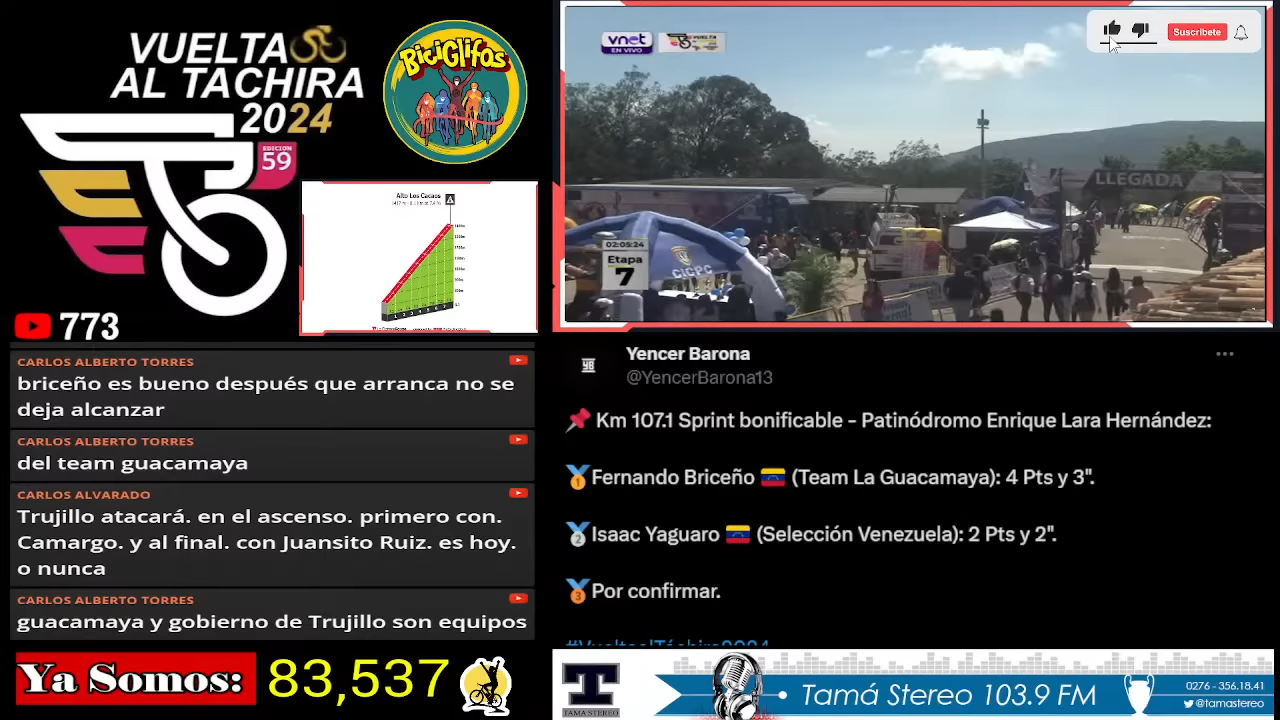 VUELTA
AL TACHIRA
2024
EDICION
59
BiciGlifos
Alto Los Cacaos
773
CARLOS ALBERTO TORRES
briceño es bueno después que arranca no se
deja alcanzar
CARLOS ALBERTO TORRES
del team guacamaya
CARLOS ALVARADO
Trujillo atacará. en el ascenso. primero con.
Camargo. y al final. con Juansito Ruiz. es hoy.
o nunca
CARLOS ALBERTO TORRES
guacamaya y gobierno de Trujillo son equipos
Ya Somos: 83,537
vnet
EN VIVO
Suscríbete
LLEGADA
CICPC
02:05:24
Etapa
7
Yencer Barona
@YencerBarona13
Km 107.1 Sprint bonificable - Patinódromo Enrique Lara Hernández:
🥇Fernando Briceño 🇻🇪 (Team La Guacamaya): 4 Pts y 3".
🥈Isaac Yaguaro 🇻🇪 (Selección Venezuela): 2 Pts y 2".
🥉Por confirmar.
#VueltaalTáchira2024
TAMA STEREO
Tamá Stereo 103.9 FM
0276 - 356.18.41
@tamastereo